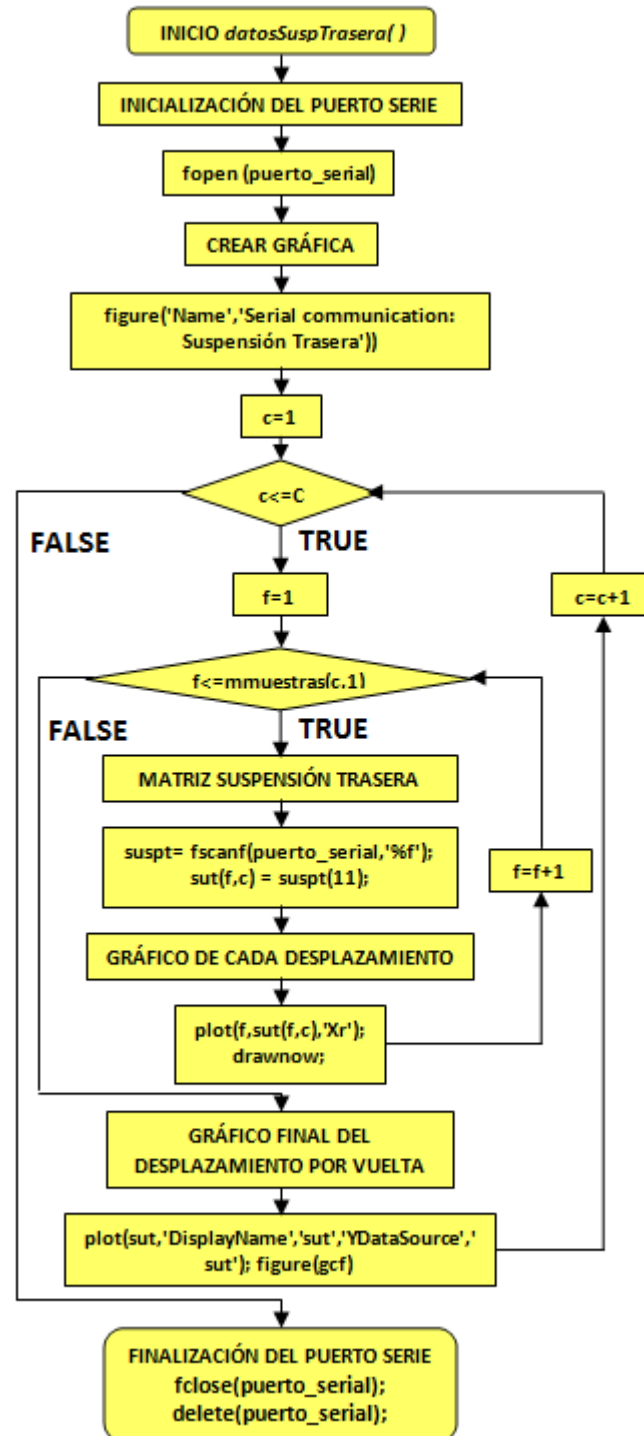 INICIO datosSuspTrasera( )
INICIALIZACIÓN DEL PUERTO SERIE
fopen (puerto_serial)
CREAR GRÁFICA
figure('Name','Serial communication:
Suspensión Trasera'))
c=1
c<=C
FALSE
TRUE
f=1
c=c+1
f<=mmuestras(c,1)
FALSE
TRUE
MATRIZ SUSPENSIÓN TRASERA
suspt= fscanf(puerto_serial,'%f');
sut(f,c) = suspt(11);
f=f+1
GRÁFICO DE CADA DESPLAZAMIENTO
plot(f,sut(f,c),'Xr');
drawnow;
GRÁFICO FINAL DEL
DESPLAZAMIENTO POR VUELTA
plot(sut,'DisplayName','sut','YDataSource','
sut'); figure(gcf)
FINALIZACIÓN DEL PUERTO SERIE
fclose(puerto_serial);
delete(puerto_serial);